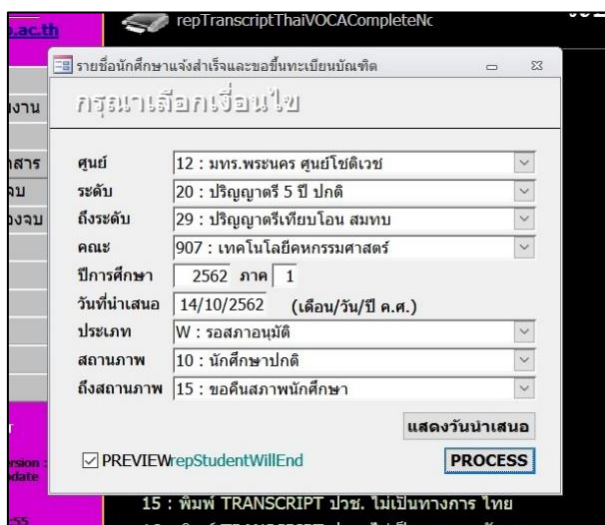 .ac.th
repTranscriptThaiVOCACompleteNc
รายชื่อนักศึกษาแจ้งสำเร็จและขอขึ้นทะเบียนบัณฑิต
กรุณาเลือกเงื่อนไข
ศูนย์ 12 : มทร.พระนคร ศูนย์โชติเวช
ระดับ 20 : ปริญญาตรี 5 ปี ปกติ
ถึงระดับ 29 : ปริญญาตรีเทียบโอน สมทบ
คณะ 907 : เทคโนโลยีคหกรรมศาสตร์
ปีการศึกษา 2562 ภาค 1
วันที่นำเสนอ 14/10/2562 (เดือน/วัน/ปี ค.ศ.)
ประเภท W : รอสภาอนุมัติ
สถานภาพ 10 : นักศึกษาปกติ
ถึงสถานภาพ 15 : ขอคืนสภาพนักศึกษา
แสดงวันนำเสนอ
PREVIEW repStudentWillEnd PROCESS
15 : พิมพ์ TRANSCRIPT ปวช. ไม่เป็นทางการ ไทย